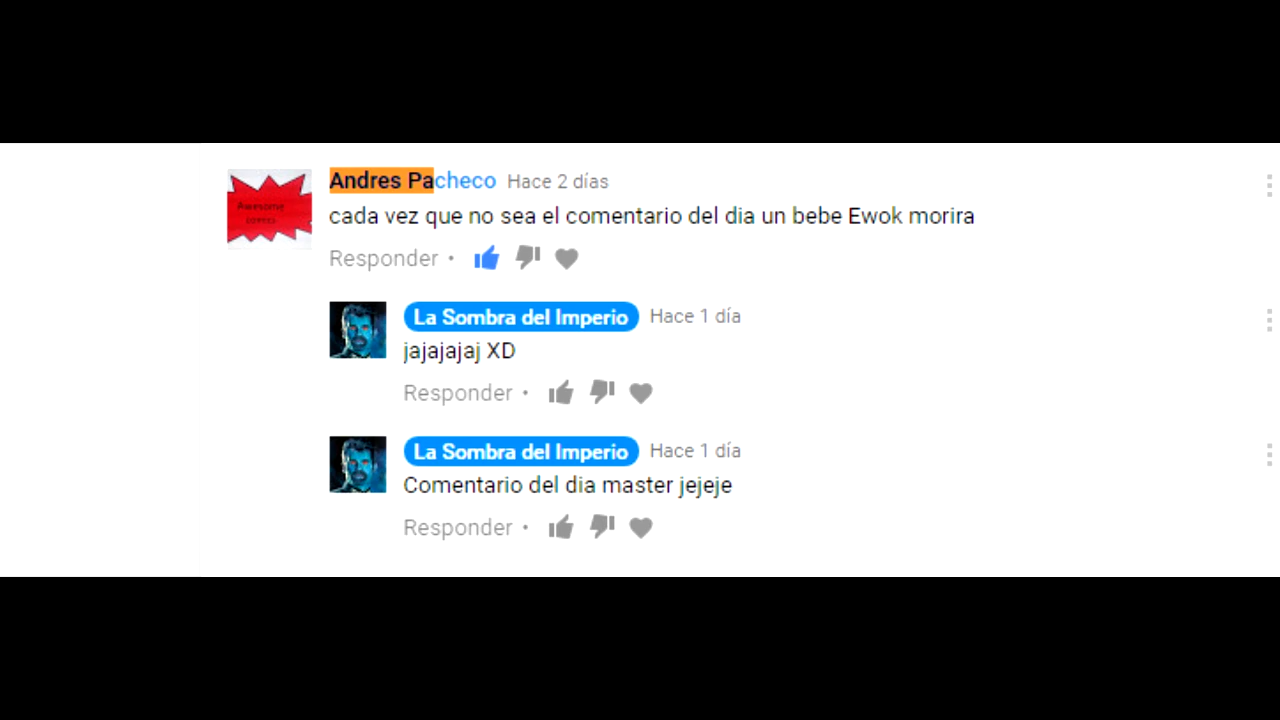 Andres Pacheco Hace 2 días
cada vez que no sea el comentario del dia un bebe Ewok morira
Awesome
Responder •
La Sombra del Imperio Hace 1 día
jajajajaj XD
Responder •
La Sombra del Imperio Hace 1 día
Comentario del dia master jejeje
Responder •